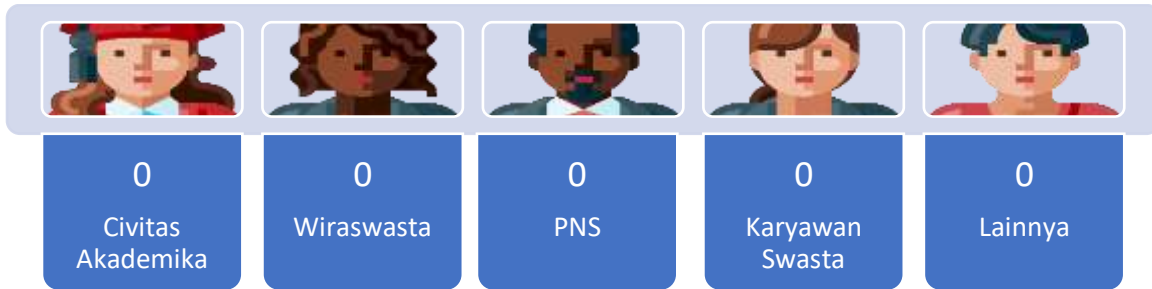 0
Civitas
Akademika
0
Wiraswasta
0
PNS
0
Karyawan
Swasta
0
Lainnya